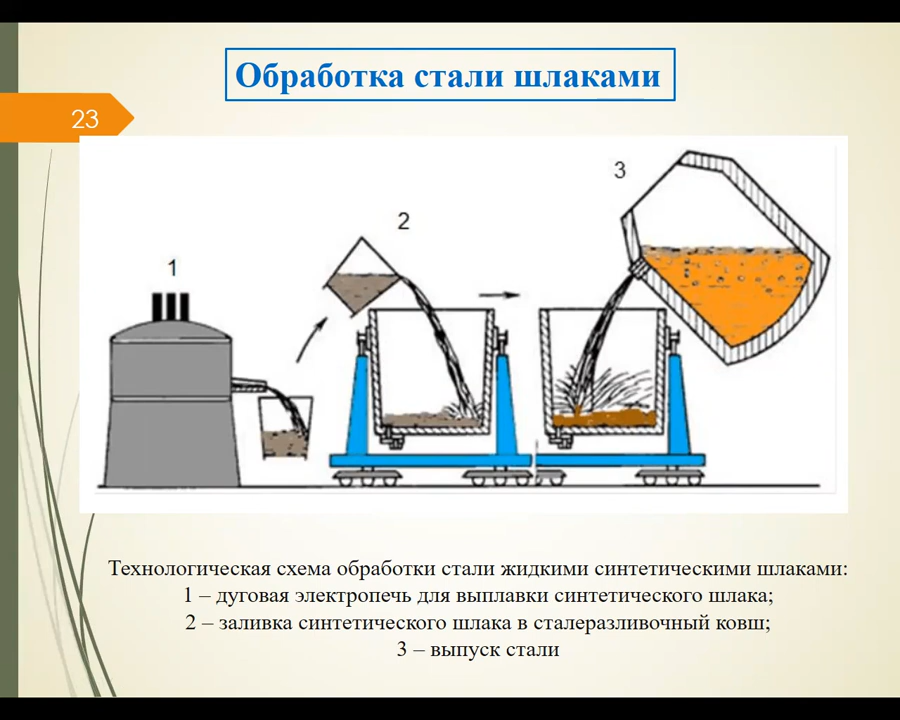 Обработка стали шлаками
23
1
2
3
Технологическая схема обработки стали жидкими синтетическими шлаками:
1 – дуговая электропечь для выплавки синтетического шлака;
2 – заливка синтетического шлака в сталеразливочный ковш;
3 – выпуск стали